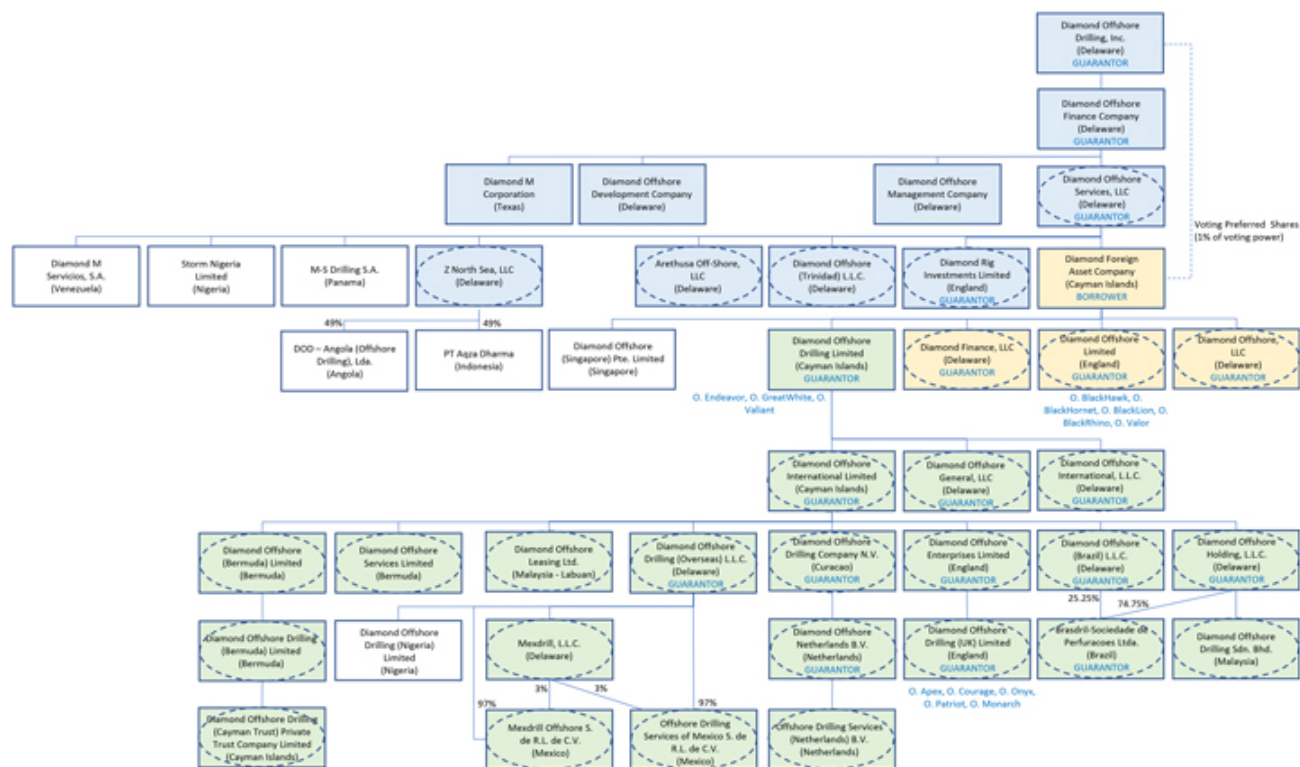 Diamond Offshore
Drilling, Inc.
(Delaware)
GUARANTOR
Diamond Offshore
Finance Company
(Delaware)
GUARANTOR
Diamond M
Corporation
(Texas)
Diamond Offshore
Development Company
(Delaware)
Diamond Offshore
Management Company
(Delaware)
Diamond Offshore
Services, LLC
(Delaware)
GUARANTOR
Voting Preferred Shares
(1% of voting power)
Diamond M
Servicios, S.A.
(Venezuela)
Storm Nigeria
Limited
(Nigeria)
M-S Drilling S.A.
(Panama)
Z North Sea, LLC
(Delaware)
Arethusa Off-Shore,
LLC
(Delaware)
Diamond Offshore
(Trinidad) L.L.C.
(Delaware)
Diamond Rig
Investments Limited
(England)
GUARANTOR
Diamond Foreign
Asset Company
(Cayman Islands)
BORROWER
49%
49%
DOD – Angola (Offshore
Drilling), Lda.
(Angola)
PT Aqza Dharma
(Indonesia)
Diamond Offshore
(Singapore) Pte. Limited
(Singapore)
Diamond Offshore
Drilling Limited
(Cayman Islands)
GUARANTOR
Diamond Finance, LLC
(Delaware)
GUARANTOR
Diamond Offshore
Limited
(England)
GUARANTOR
Diamond Offshore,
LLC
(Delaware)
GUARANTOR
O. Endeavor, O. GreatWhite, O.
Valiant
O. BlackHawk, O.
BlackHornet, O. BlackLion, O.
BlackRhino, O. Valor
Diamond Offshore
International Limited
(Cayman Islands)
GUARANTOR
Diamond Offshore
General, LLC
(Delaware)
GUARANTOR
Diamond Offshore
International, L.L.C.
(Delaware)
GUARANTOR
Diamond Offshore
(Bermuda) Limited
(Bermuda)
Diamond Offshore
Services Limited
(Bermuda)
Diamond Offshore
Leasing Ltd.
(Malaysia - Labuan)
Diamond Offshore
Drilling (Overseas) L.L.C.
(Delaware)
GUARANTOR
Diamond Offshore
Drilling Company N.V.
(Curacao)
GUARANTOR
Diamond Offshore
Enterprises Limited
(England)
GUARANTOR
Diamond Offshore
(Brazil) L.L.C.
(Delaware)
GUARANTOR
Diamond Offshore
Holding, L.L.C.
(Delaware)
GUARANTOR
25.25%
74.75%
Diamond Offshore Drilling
(Bermuda) Limited
(Bermuda)
Diamond Offshore
Drilling (Nigeria)
Limited
(Nigeria)
Mexdrill, L.L.C.
(Delaware)
Diamond Offshore
Netherlands B.V.
(Netherlands)
GUARANTOR
Diamond Offshore
Drilling (UK) Limited
(England)
GUARANTOR
Brasdril-Sociedade de
Perfuracoes Ltda.
(Brazil)
GUARANTOR
Diamond Offshore
Drilling Sdn. Bhd.
(Malaysia)
O. Apex, O. Courage, O. Onyx,
O. Patriot, O. Monarch
3%
3%
97%
97%
Diamond Offshore Drilling
(Cayman Trust) Private
Trust Company Limited
(Cayman Islands)
Mexdrill Offshore S.
de R.L. de C.V.
(Mexico)
Offshore Drilling
Services of Mexico S. de
R.L. de C.V.
(Mexico)
Offshore Drilling Services
(Netherlands) B.V.
(Netherlands)